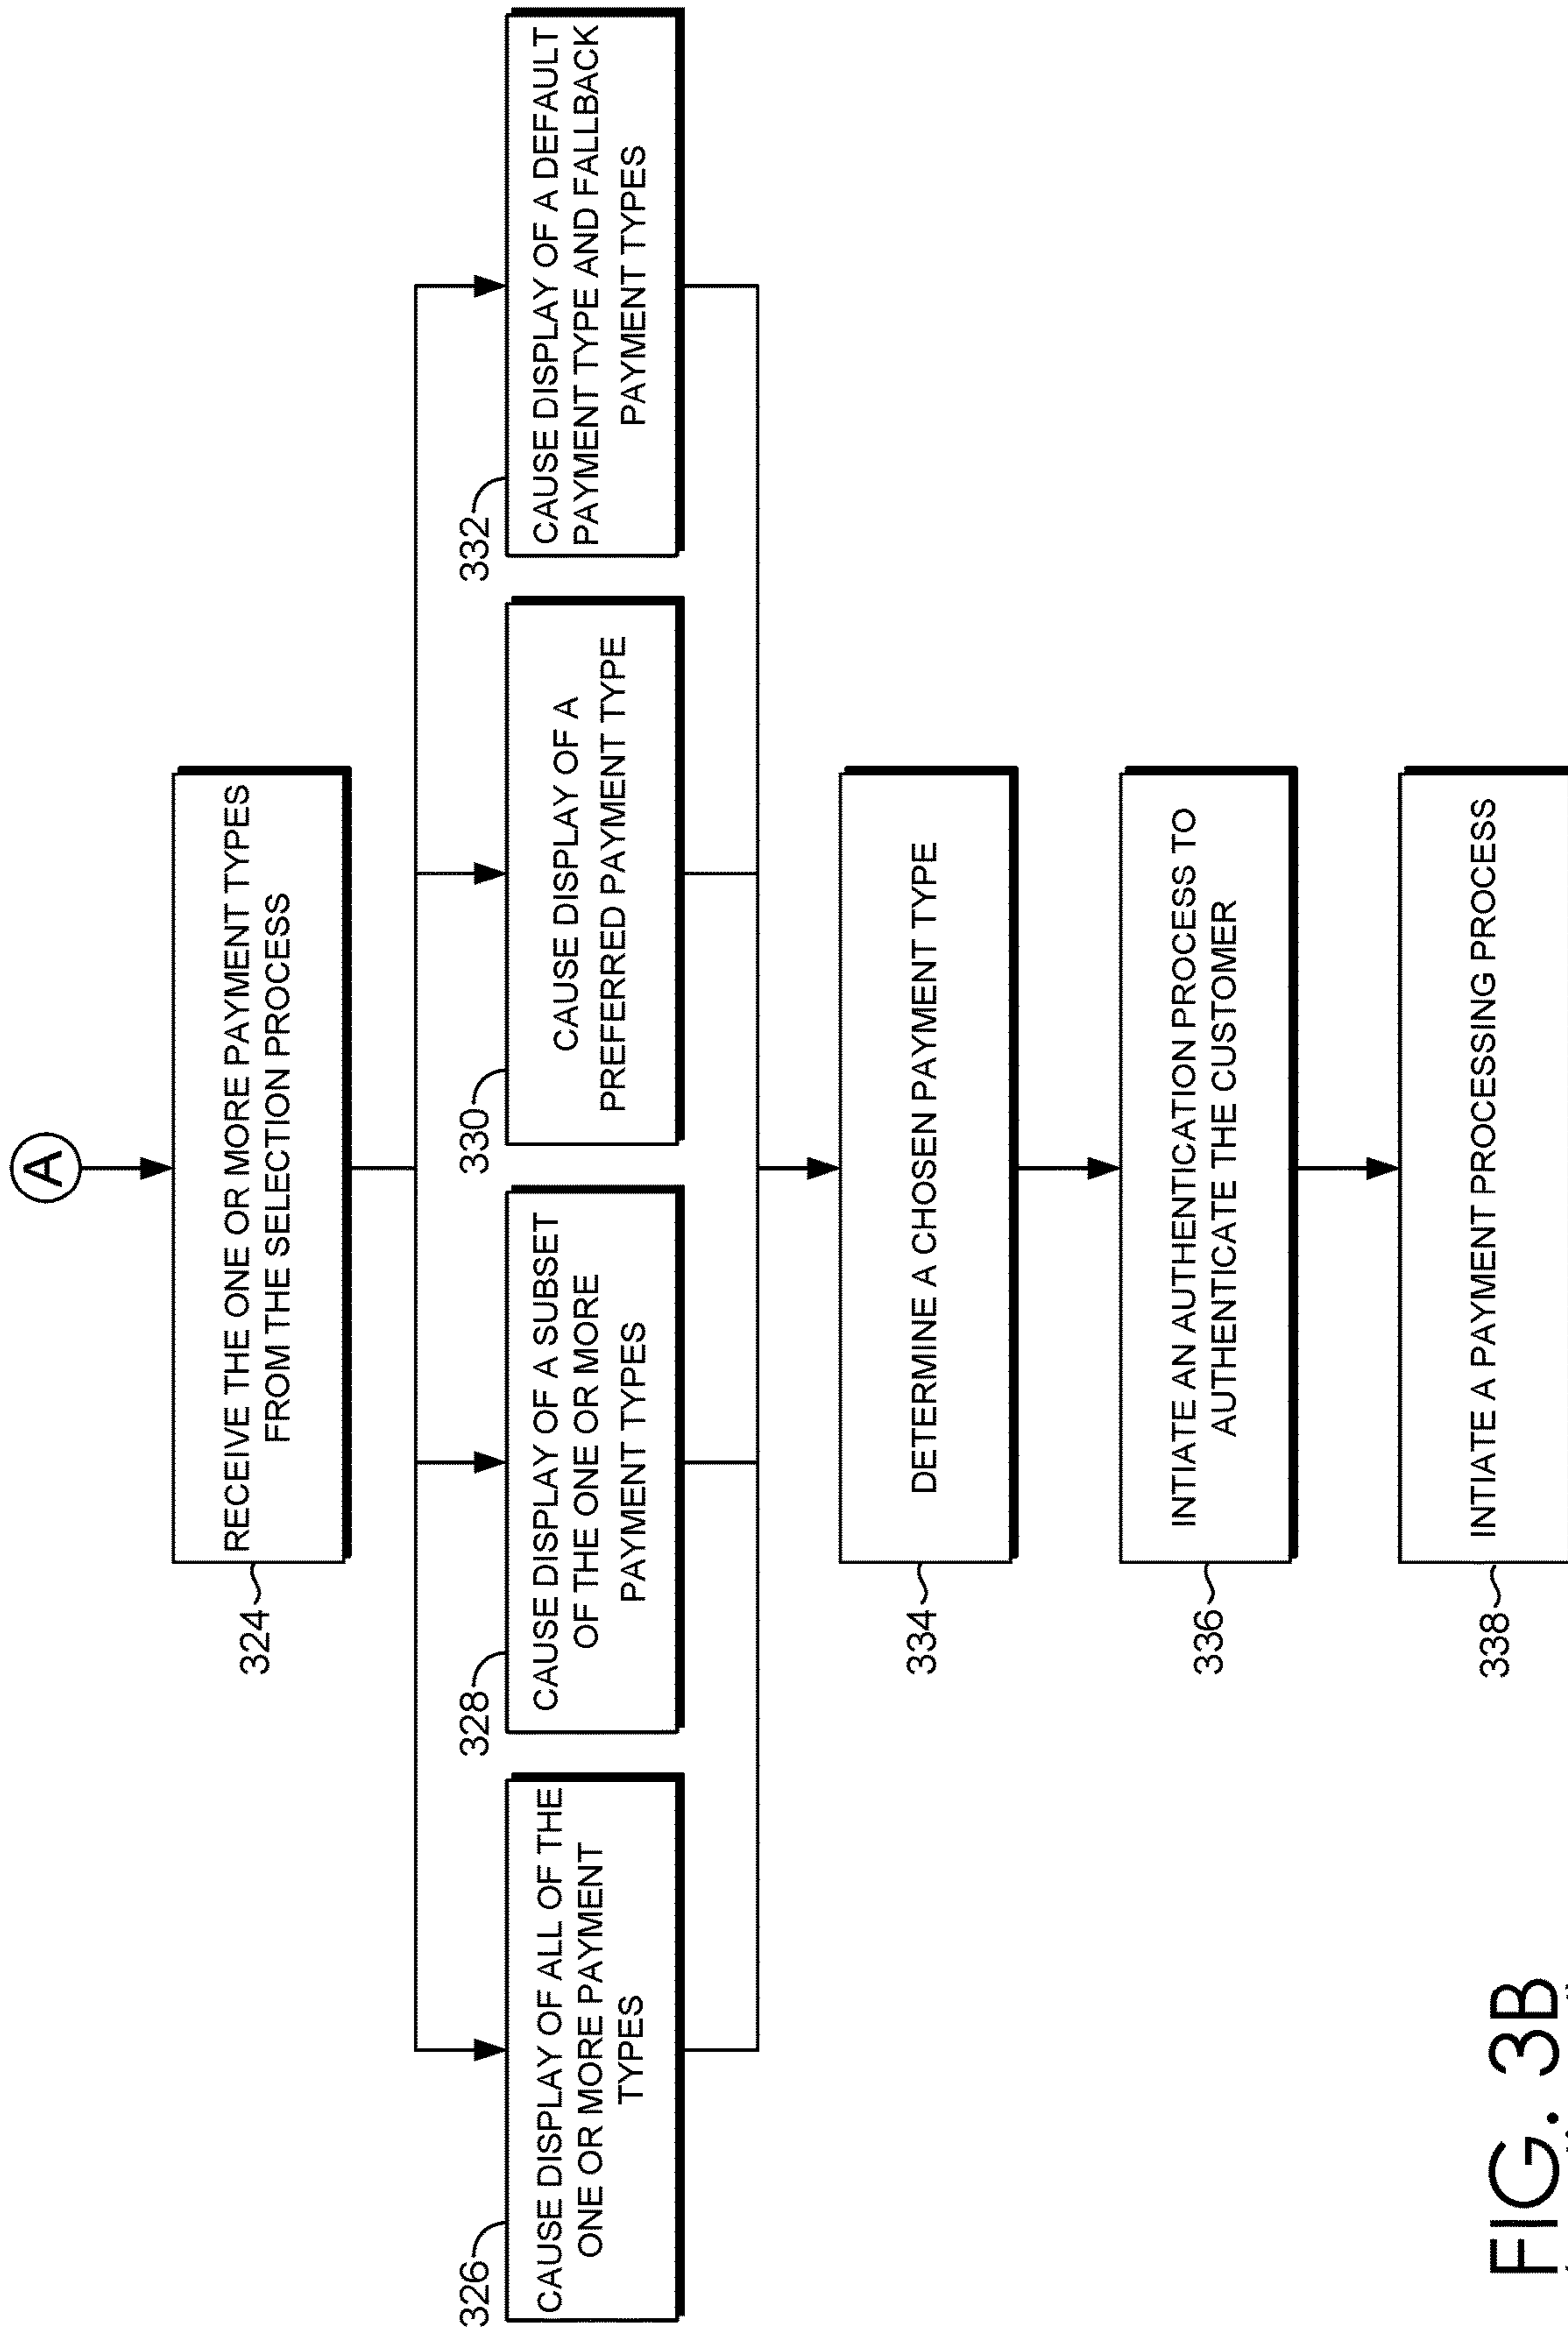 A
324
RECEIVE THE ONE OR MORE PAYMENT TYPES
FROM THE SELECTION PROCESS
326
CAUSE DISPLAY OF ALL OF THE
ONE OR MORE PAYMENT
TYPES
328
CAUSE DISPLAY OF A SUBSET
OF THE ONE OR MORE
PAYMENT TYPES
330
CAUSE DISPLAY OF A
PREFERRED PAYMENT TYPE
332
CAUSE DISPLAY OF A DEFAULT
PAYMENT TYPE AND FALLBACK
PAYMENT TYPES
334
DETERMINE A CHOSEN PAYMENT TYPE
336
INTIATE AN AUTHENTICATION PROCESS TO
AUTHENTICATE THE CUSTOMER
338
INTIATE A PAYMENT PROCESSING PROCESS
FIG. 3B